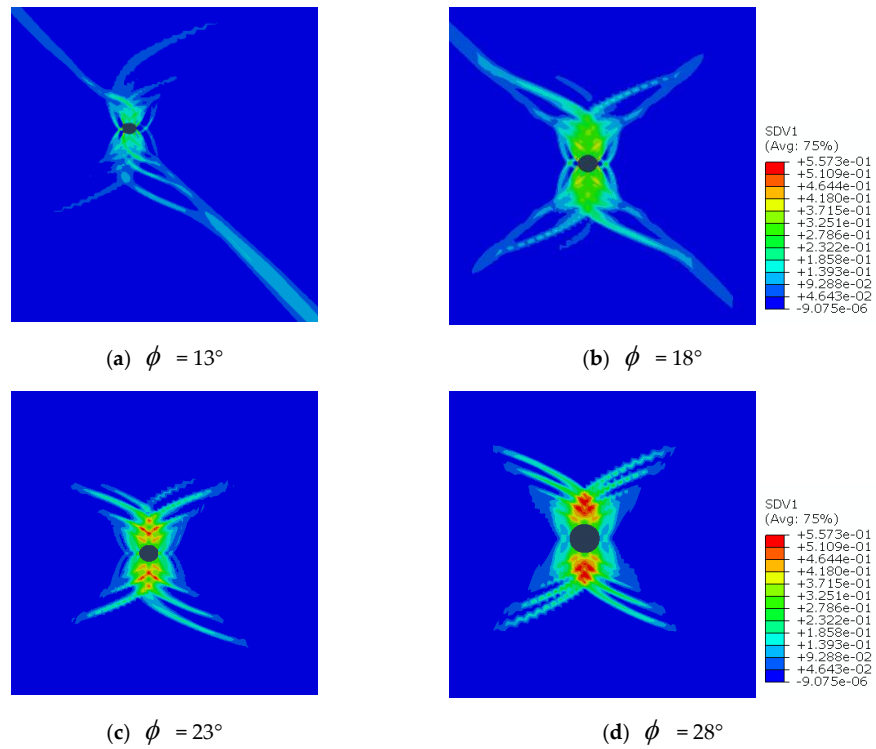 SDV1
(Avg: 75%)
+5.573e-01
+5.109e-01
+4.644e-01
+4.180e-01
+3.715e-01
+3.251e-01
+2.786e-01
+2.322e-01
+1.858e-01
+1.393e-01
+9.288e-02
+4.643e-02
-9.075e-06
(a) ϕ = 13°
(b) ϕ = 18°
SDV1
(Avg: 75%)
+5.573e-01
+5.109e-01
+4.644e-01
+4.180e-01
+3.715e-01
+3.251e-01
+2.786e-01
+2.322e-01
+1.858e-01
+1.393e-01
+9.288e-02
+4.643e-02
-9.075e-06
(c) ϕ = 23°
(d) ϕ = 28°